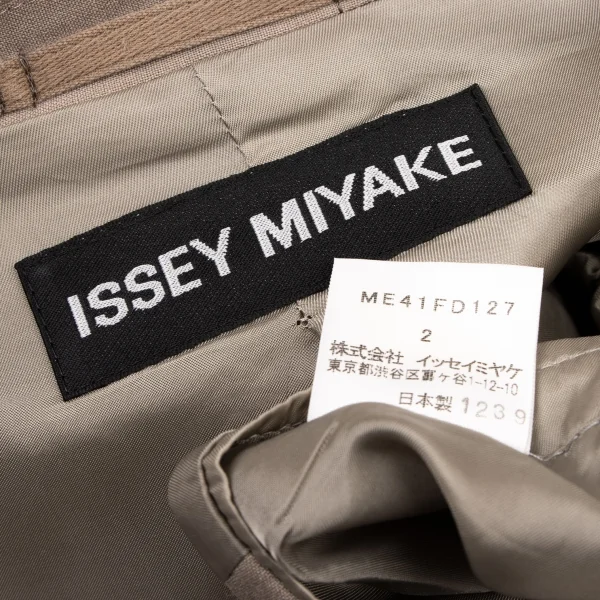 ISSEY MIYAKE
ME41FD127
2
株式会社 イッセイミヤケ
東京都渋谷区富ヶ谷1-12-10
日本製 1239